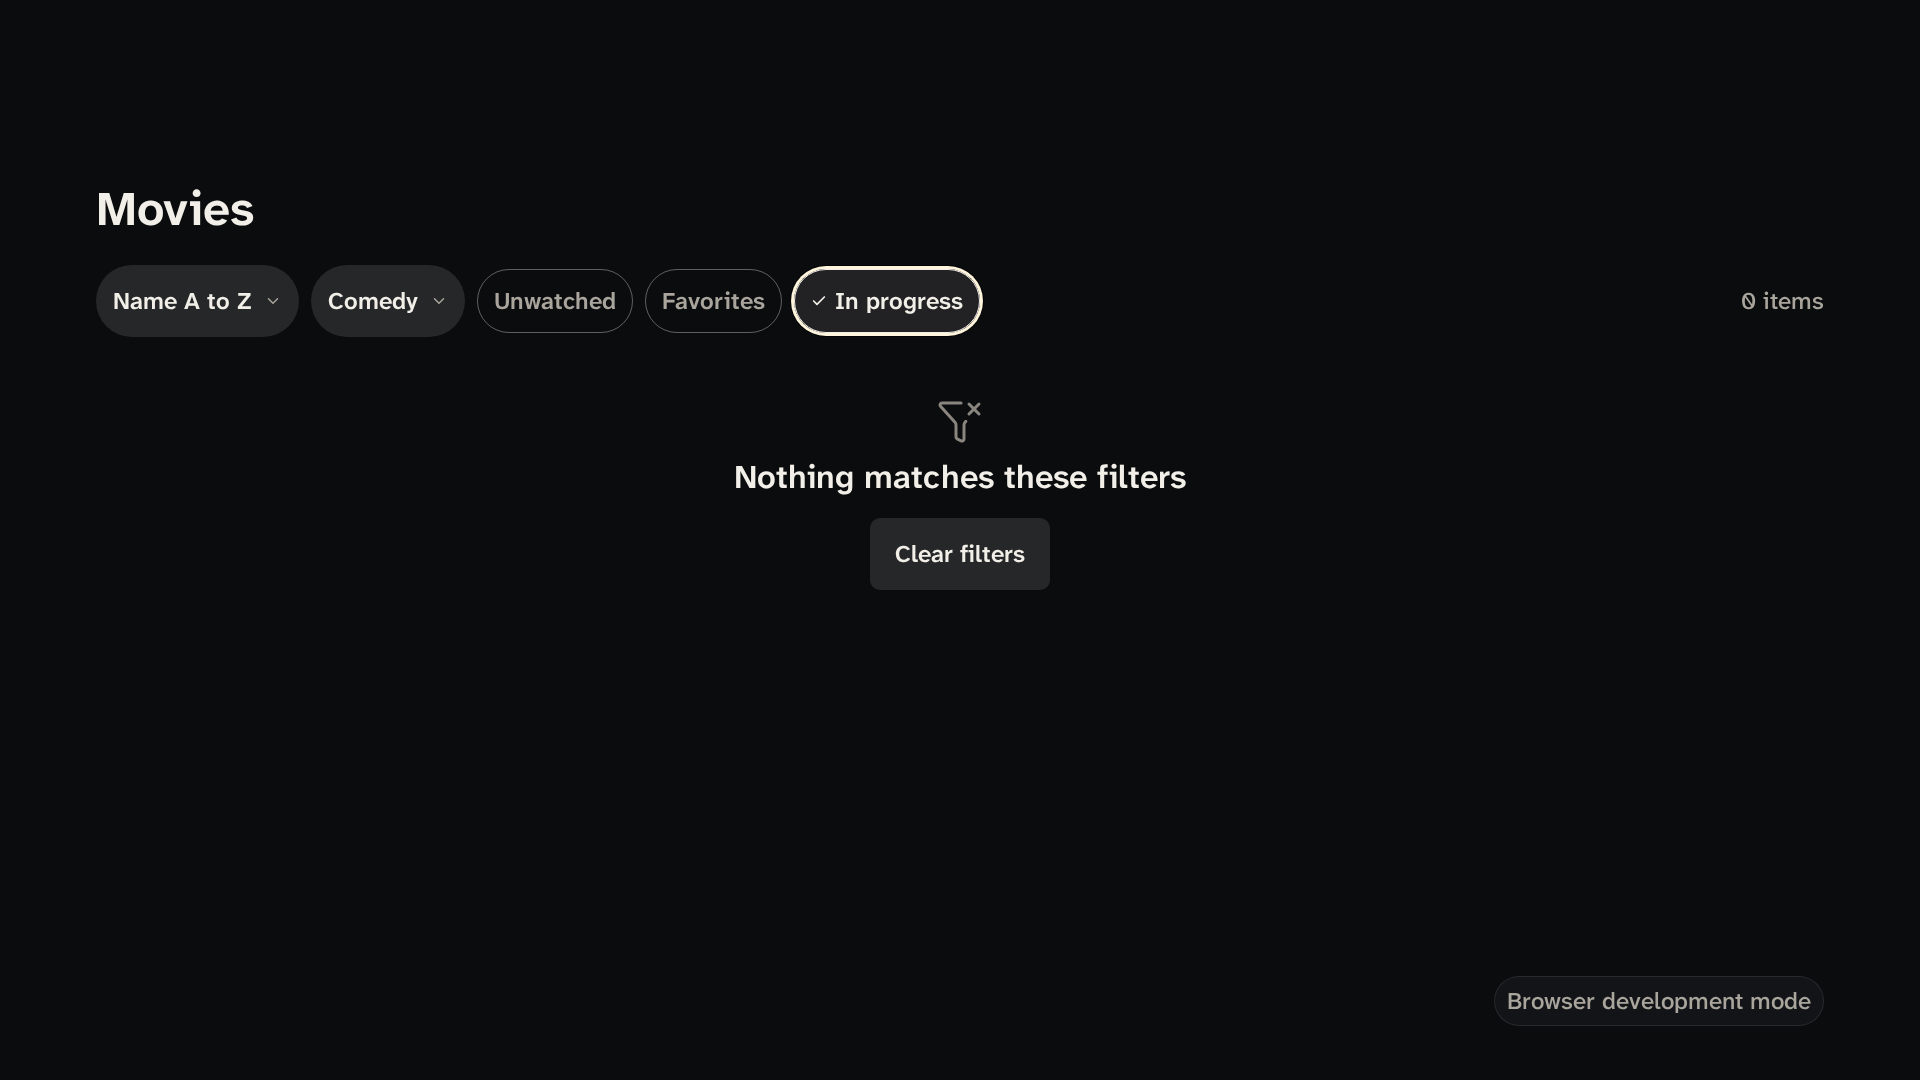 Movies
Name A to Z
Comedy
Unwatched
Favorites
In progress
0 items
Nothing matches these filters
Clear filters
Browser development mode